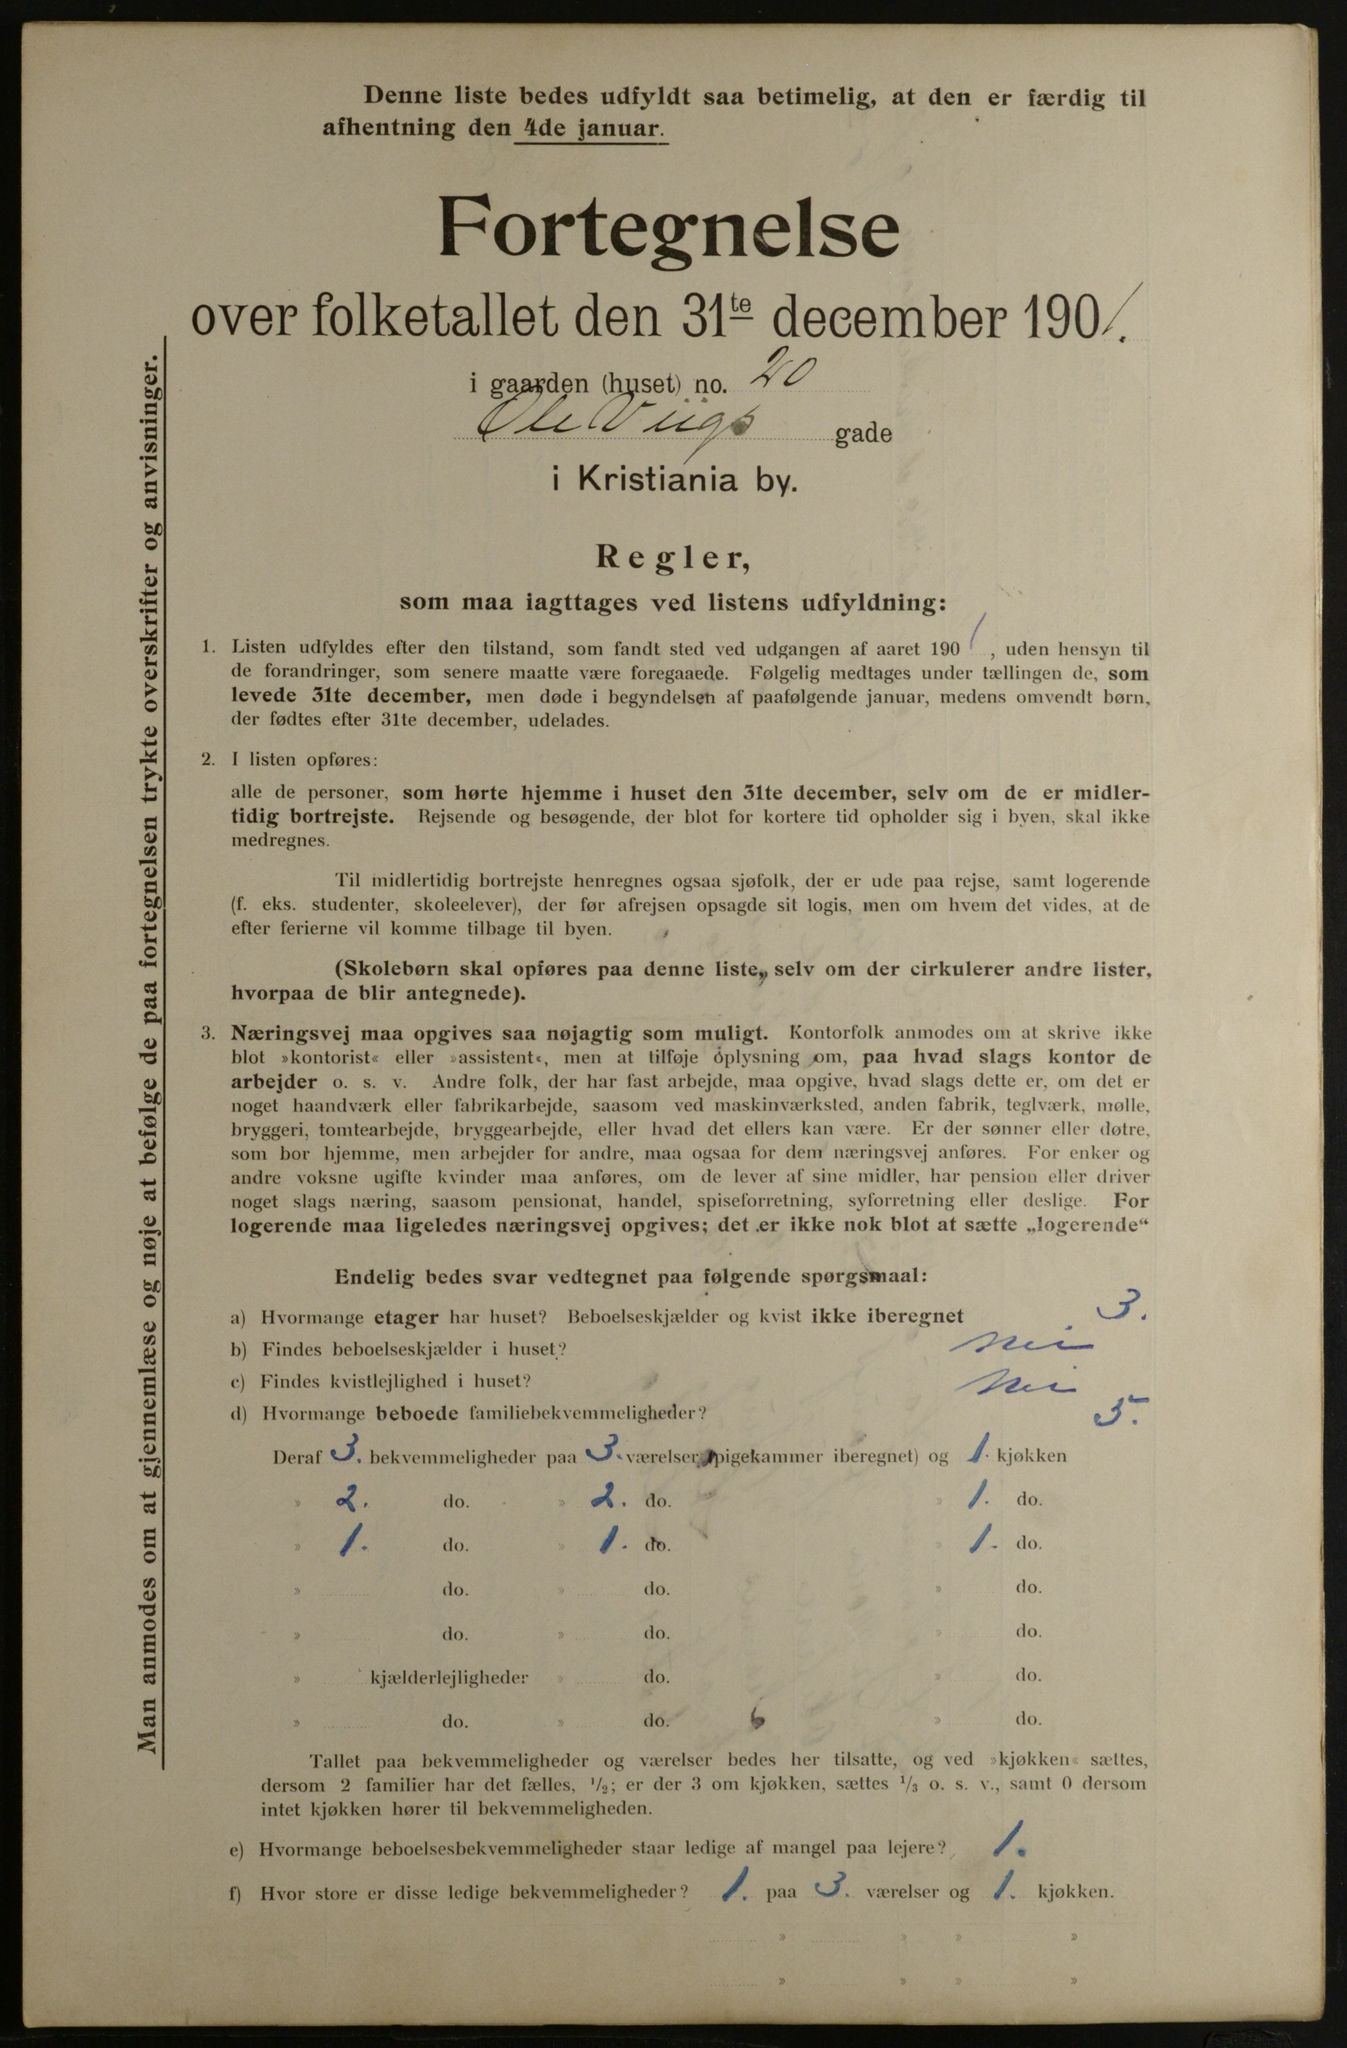 Denne liste bedes udfyldt saa betimelig, at den er færdig til
afhentning den 4de januar.
Fortegnelse
over folketallet den 31te december 1901.
i gaarden (huset) no. 20
Ole Viigs gade
i Kristiania by.
Regler,
som maa iagttages ved listens udfyldning:
1. Listen udfyldes efter den tilstand, som fandt sted ved udgangen af aaret 1901, uden hensyn til
de forandringer, som senere maatte være foregaaede. Følgelig medtages under tællingen de, som
levede 31te december, men døde i begyndelsen af paafølgende januar, medens omvendt børn,
der fødtes efter 31te december, udelades.
2. I listen opføres:
alle de personer, som hørte hjemme i huset den 31te december, selv om de er midler-
tidig bortrejste. Rejsende og besøgende, der blot for kortere tid opholder sig i byen, skal ikke
medregnes.
Til midlertidig bortrejste henregnes ogsaa sjøfolk, der er ude paa rejse, samt logerende
(f. eks. studenter, skoleelever), der før afrejsen opsagde sit logis, men om hvem det vides, at de
efter ferierne vil komme tilbage til byen.
(Skolebørn skal opføres paa denne liste, selv om der cirkulerer andre lister,
hvorpaa de blir antegnede).
3. Næringsvej maa opgives saa nøjagtig som muligt. Kontorfolk anmodes om at skrive ikke
blot »kontorist« eller »assistent«, men at tilføje oplysning om, paa hvad slags kontor de
arbejder o. s. v. Andre folk, der har fast arbejde, maa opgive, hvad slags dette er, om det er
noget haandværk eller fabrikarbejde, saasom ved maskinværksted, anden fabrik, teglværk, mølle,
bryggeri, tomtearbejde, bryggearbejde, eller hvad det ellers kan være. Er der sønner eller døtre,
som bor hjemme, men arbejder for andre, maa ogsaa for dem næringsvej anføres. For enker og
andre voksne ugifte kvinder maa anføres, om de lever af sine midler, har pension eller driver
noget slags næring, saasom pensionat, handel, spiseforretning, syforretning eller deslige. For
logerende maa ligeledes næringsvej opgives; det er ikke nok blot at sætte „logerende“
Endelig bedes svar vedtegnet paa følgende spørgsmaal:
a) Hvormange etager har huset? Beboelseskjælder og kvist ikke iberegnet 3.
b) Findes beboelseskjælder i huset? Nei
c) Findes kvistlejlighed i huset? Nei
d) Hvormange beboede familiebekvemmeligheder? 5.
Deraf 3. bekvemmeligheder paa 3. værelser (pigekammer iberegnet) og 1. kjøkken
» 2. do. » 2. do. » 1. do.
» 1. do. » 1. do. » 1. do.
» do. » do. » do.
» do. » do. » do.
» kjælderlejligheder » do. » do.
» do. » do. 6 » do.
Tallet paa bekvemmeligheder og værelser bedes her tilsatte, og ved »kjøkken« sættes,
dersom 2 familier har det fælles, 1/2; er der 3 om kjøkken, sættes 1/3 o. s. v., samt 0 dersom
intet kjøkken hører til bekvemmeligheden.
e) Hvormange beboelsesbekvemmeligheder staar ledige af mangel paa lejere? 1.
f) Hvor store er disse ledige bekvemmeligheder? 1. paa 3. værelser og 1. kjøkken.
» » » »
» » » »
Man anmodes om at gjennemlæse og nøje at befølge de paa fortegnelsen trykte overskrifter og anvisninger.